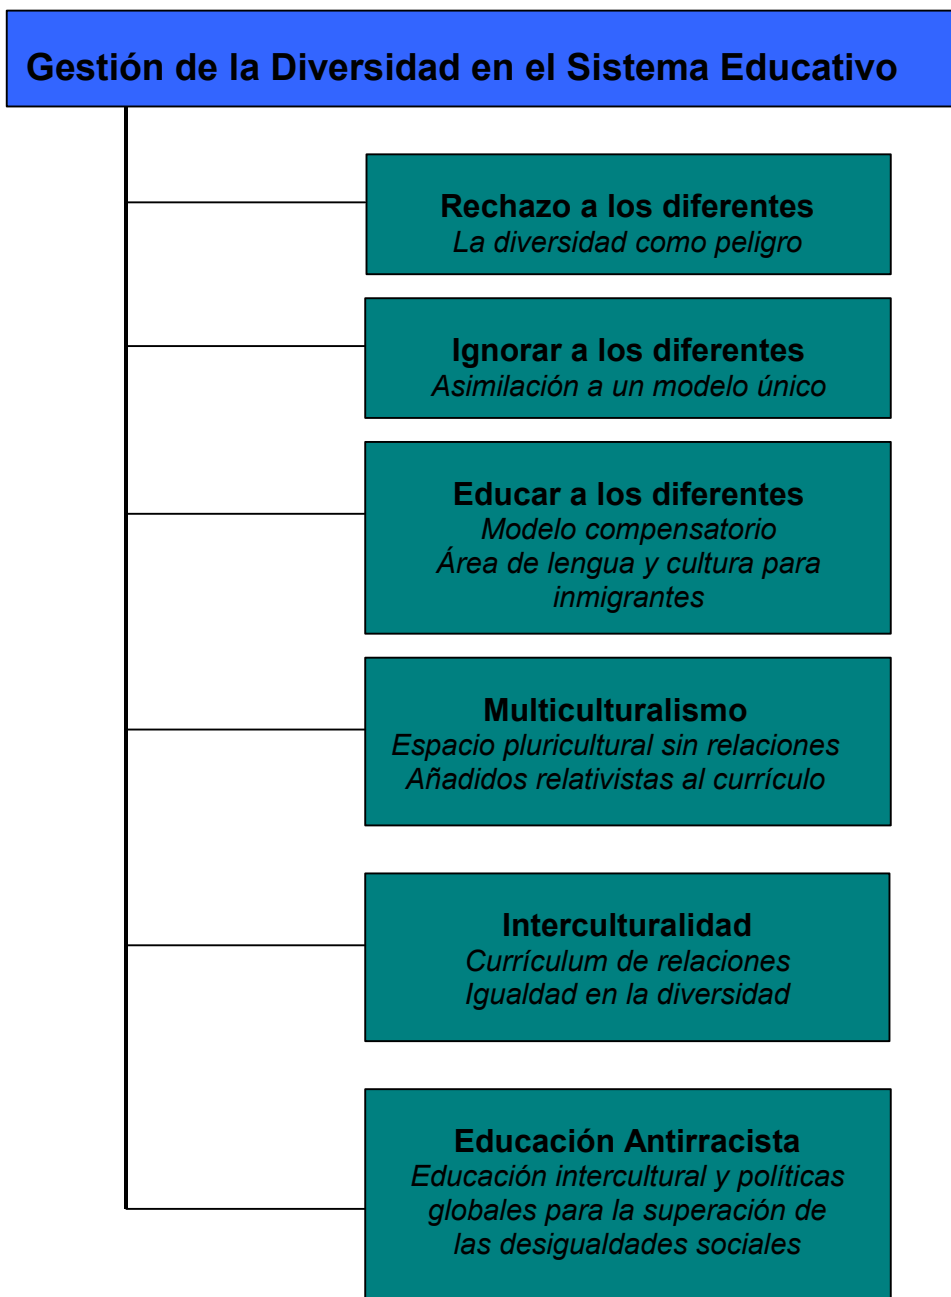 Gestión de la Diversidad en el Sistema Educativo
Rechazo a los diferentes
La diversidad como peligro
Ignorar a los diferentes
Asimilación a un modelo único
Educar a los diferentes
Modelo compensatorio
Área de lengua y cultura para
inmigrantes
Multiculturalismo
Espacio pluricultural sin relaciones
Añadidos relativistas al currículo
Interculturalidad
Currículum de relaciones
Igualdad en la diversidad
Educación Antirracista
Educación intercultural y políticas
globales para la superación de
las desigualdades sociales